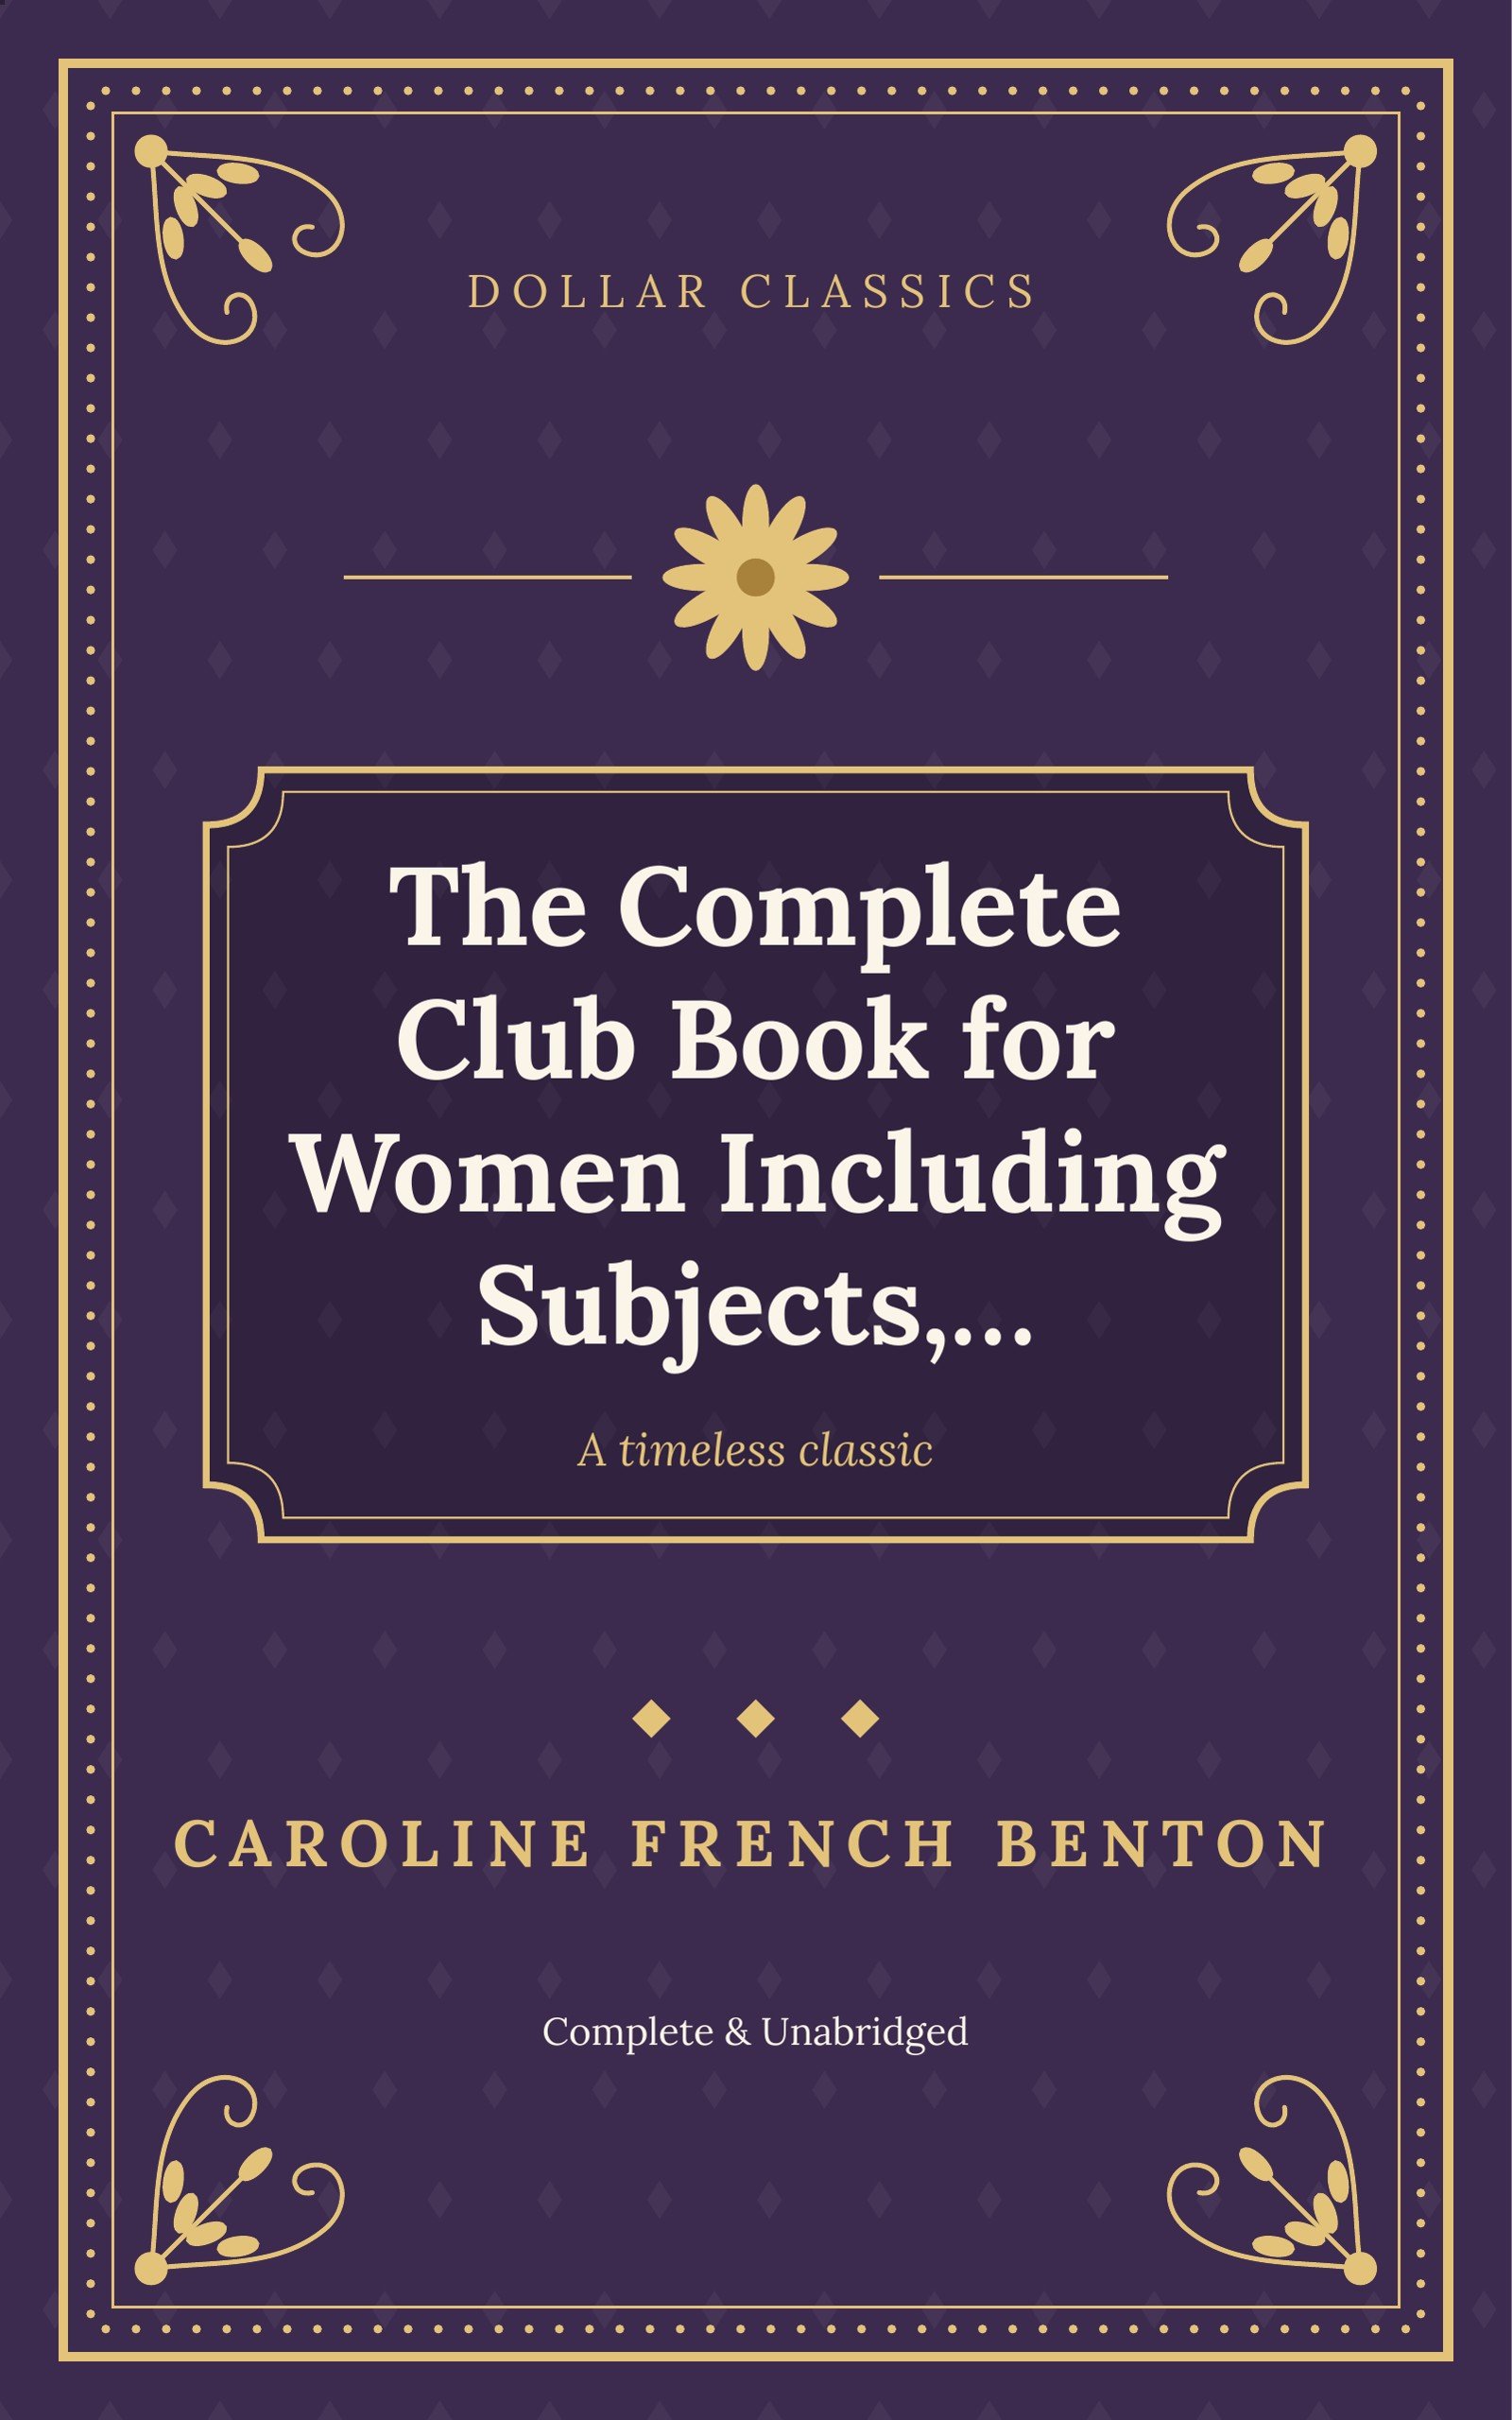 DOLLAR CLASSICS
The Complete
Club Book for
Women Including
Subjects,...
A timeless classic
CAROLINE FRENCH BENTON
Complete & Unabridged